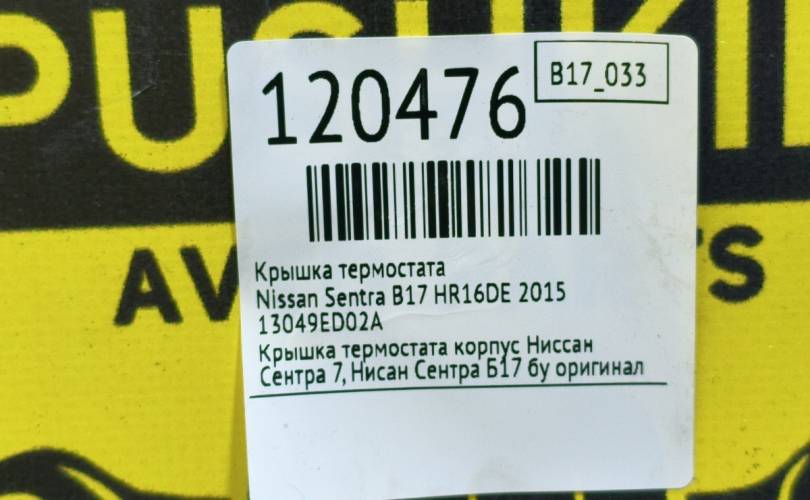 120476
B17_033
Крышка термостата
Nissan Sentra B17 HR16DE 2015
13049ED02A
Крышка термостата корпус Ниссан
Сентра 7, Нисан Сентра Б17 бу оригинал